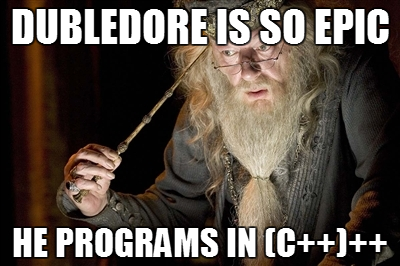 DUBLEDORE IS SO EPIC
HE PROGRAMS IN (C++)++